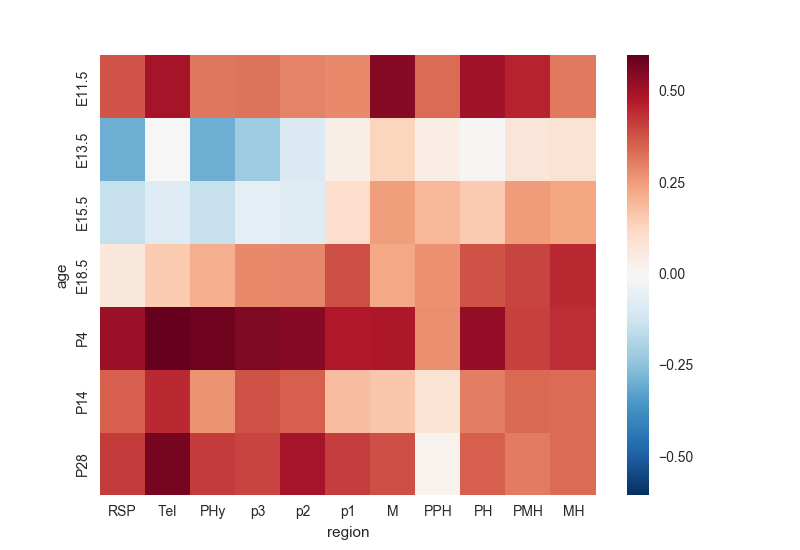 E11.5
E13.5
E15.5
E18.5
P4
P14
P28
age
RSP Tel PHy p3 p2 p1 M PPH PH PMH MH
region
0.50
0.25
0.00
−0.25
−0.50